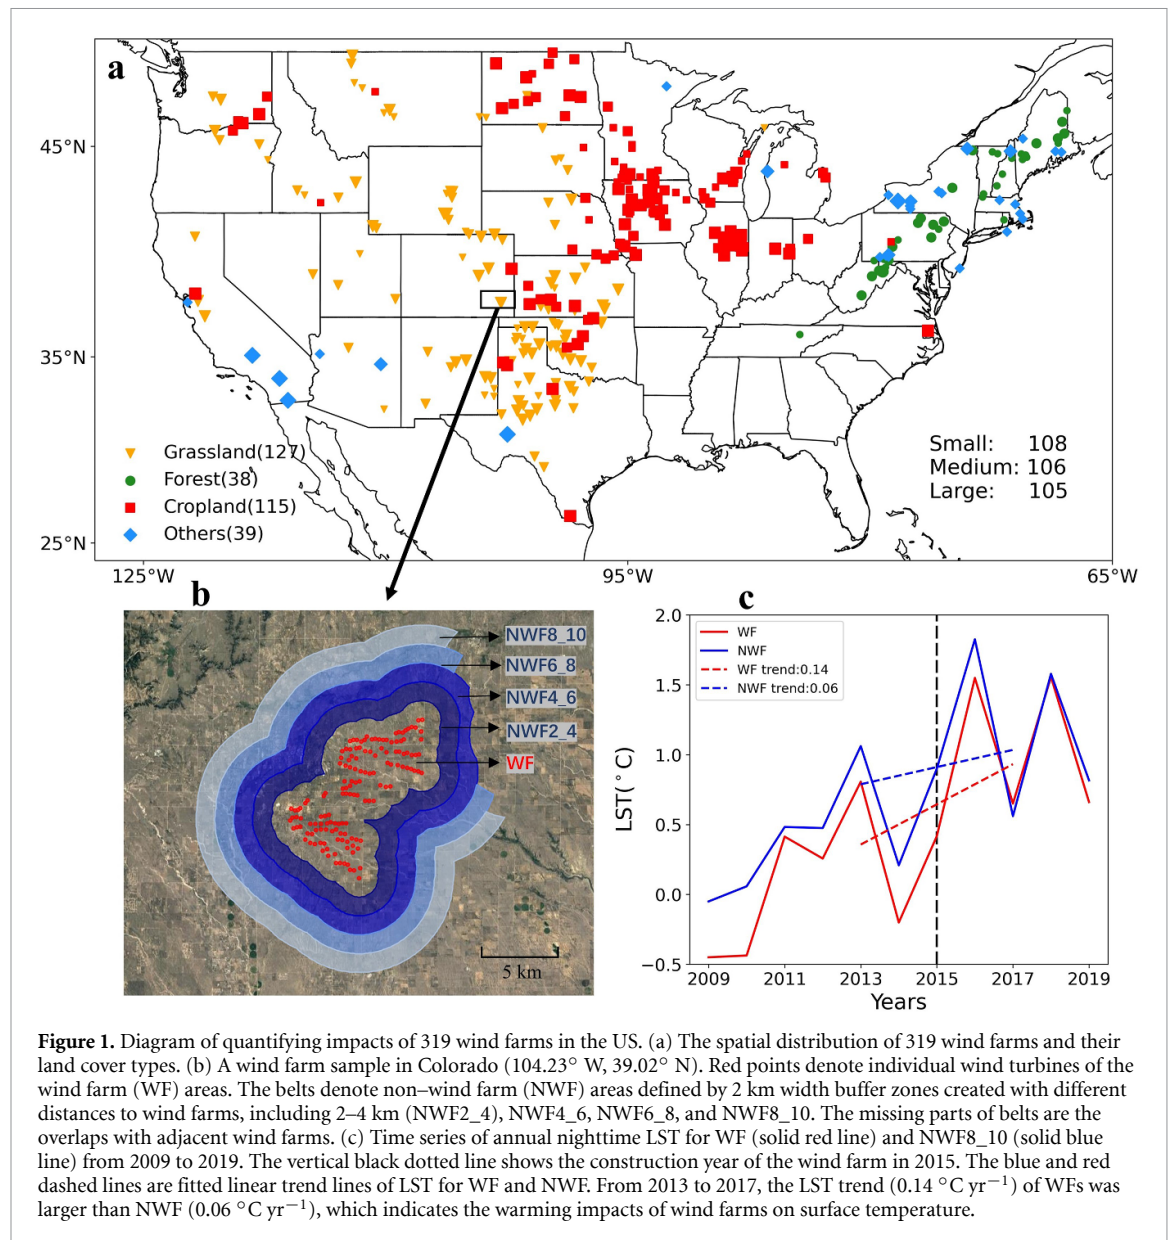 a
45°N
35°N
25°N
Grassland(127)
Forest(38)
Cropland(115)
Others(39)
Small: 108
Medium: 106
Large: 105
125°W
95°W
65°W
b
NWF8_10
NWF6_8
NWF4_6
NWF2_4
WF
5 km
c
WF
NWF
WF trend:0.14
NWF trend:0.06
2.0
1.5
1.0
0.5
0.0
−0.5
LST(°C)
2009 2011 2013 2015 2017 2019
Years
Figure 1. Diagram of quantifying impacts of 319 wind farms in the US. (a) The spatial distribution of 319 wind farms and their
land cover types. (b) A wind farm sample in Colorado (104.23° W, 39.02° N). Red points denote individual wind turbines of the
wind farm (WF) areas. The belts denote non–wind farm (NWF) areas defined by 2 km width buffer zones created with different
distances to wind farms, including 2–4 km (NWF2_4), NWF4_6, NWF6_8, and NWF8_10. The missing parts of belts are the
overlaps with adjacent wind farms. (c) Time series of annual nighttime LST for WF (solid red line) and NWF8_10 (solid blue
line) from 2009 to 2019. The vertical black dotted line shows the construction year of the wind farm in 2015. The blue and red
dashed lines are fitted linear trend lines of LST for WF and NWF. From 2013 to 2017, the LST trend (0.14 °C yr−1) of WFs was
larger than NWF (0.06 °C yr−1), which indicates the warming impacts of wind farms on surface temperature.